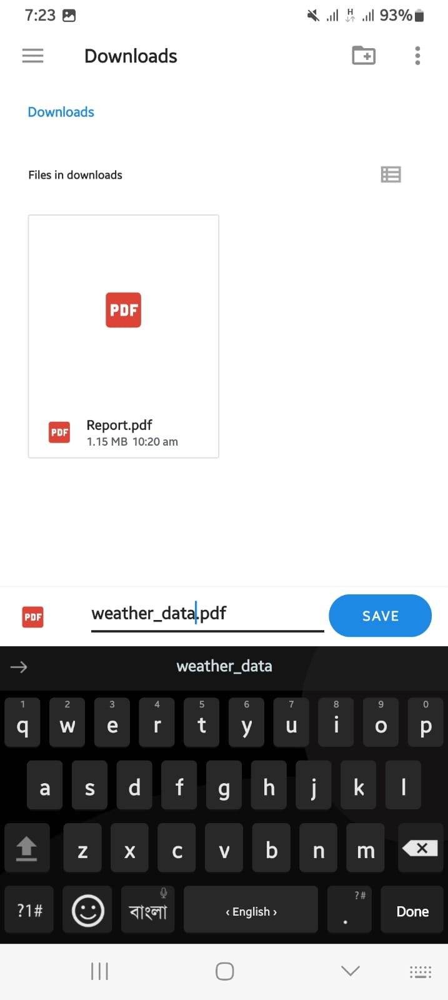 7:23 H 93%
Downloads
Downloads
Files in downloads
PDF
PDF Report.pdf
1.15 MB 10:20 am
PDF weather_data.pdf SAVE
weather_data
1 2 3 4 5 6 7 8 9 0
q w e r t y u i o p
a s d f g h j k l
z x c v b n m
?1# বাংলা ‹ English › ?# . Done